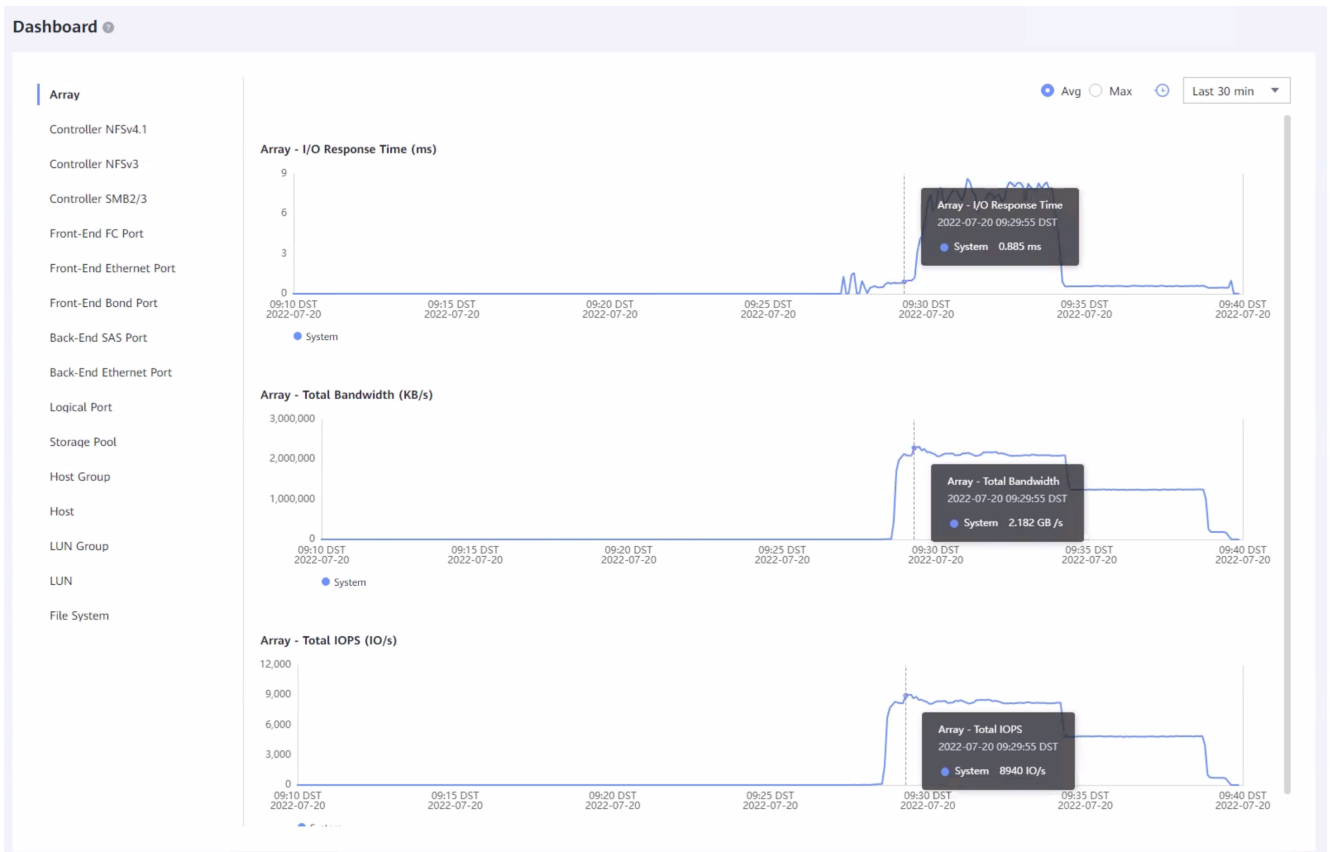 Dashboard ?
Avg Max Last 30 min
Array
Controller NFSv4.1
Controller NFSv3
Controller SMB2/3
Front-End FC Port
Front-End Ethernet Port
Front-End Bond Port
Back-End SAS Port
Back-End Ethernet Port
Logical Port
Storage Pool
Host Group
Host
LUN Group
LUN
File System
Array - I/O Response Time (ms)
9
6
3
0
Array - I/O Response Time
2022-07-20 09:29:55 DST
System 0.885 ms
09:10 DST 09:15 DST 09:20 DST 09:25 DST 09:30 DST 09:35 DST 09:40 DST
2022-07-20 2022-07-20 2022-07-20 2022-07-20 2022-07-20 2022-07-20 2022-07-20
System
Array - Total Bandwidth (KB/s)
3,000,000
2,000,000
1,000,000
0
Array - Total Bandwidth
2022-07-20 09:29:55 DST
System 2.182 GB /s
09:10 DST 09:15 DST 09:20 DST 09:25 DST 09:30 DST 09:35 DST 09:40 DST
2022-07-20 2022-07-20 2022-07-20 2022-07-20 2022-07-20 2022-07-20 2022-07-20
System
Array - Total IOPS (IO/s)
12,000
9,000
6,000
3,000
0
Array - Total IOPS
2022-07-20 09:29:55 DST
System 8940 IO/s
09:10 DST 09:15 DST 09:20 DST 09:25 DST 09:30 DST 09:35 DST 09:40 DST
2022-07-20 2022-07-20 2022-07-20 2022-07-20 2022-07-20 2022-07-20 2022-07-20